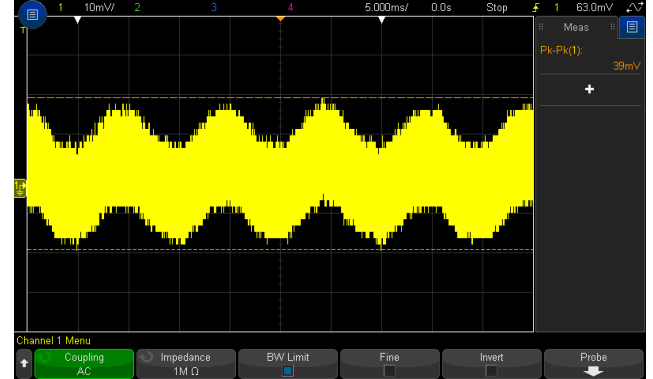 1 10mV/ 2 3 4 5.000ms/ 0.0s Stop 1 63.0mV
T
Meas
Pk-Pk(1):
39mV
1
Channel 1 Menu
Coupling Impedance BW Limit Fine Invert Probe
AC 1M Ω